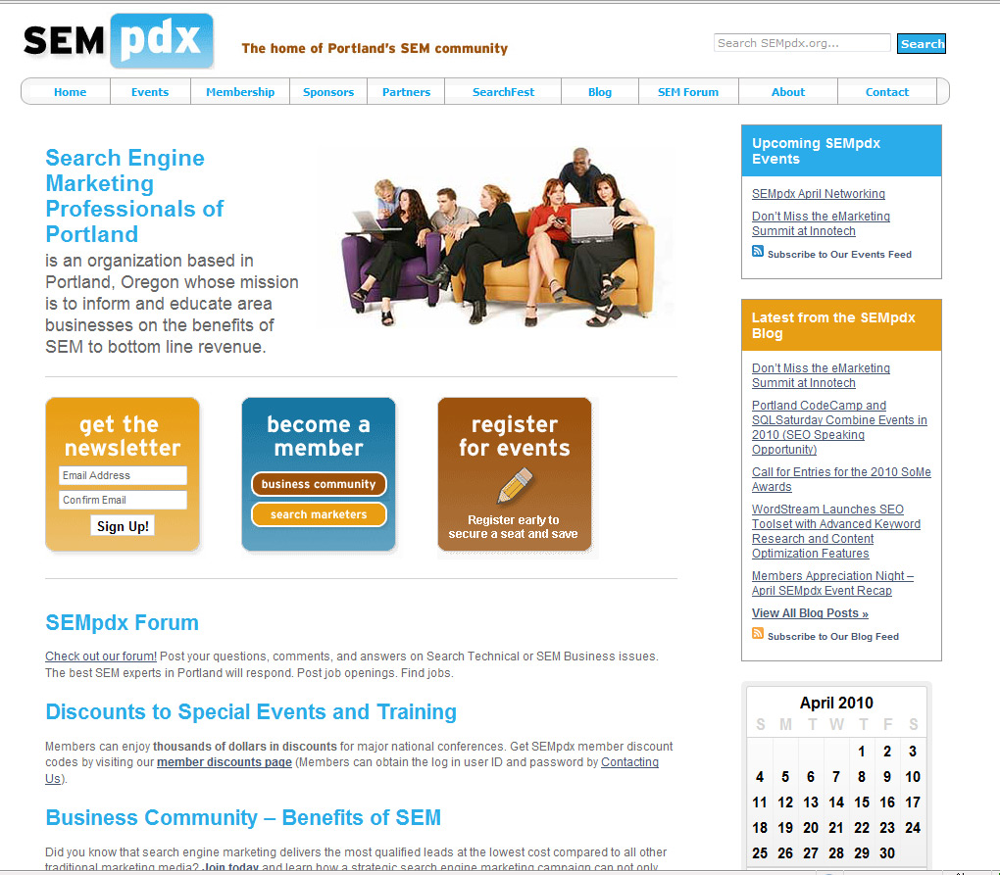 SEM pdx
The home of Portland's SEM community
Search SEMpdx.org...
Search
Home Events Membership Sponsors Partners SearchFest Blog SEM Forum About Contact
Search Engine
Marketing
Professionals of
Portland
is an organization based in
Portland, Oregon whose mission
is to inform and educate area
businesses on the benefits of
SEM to bottom line revenue.
get the
newsletter
Email Address
Confirm Email
Sign Up!
become a
member
business community
search marketers
register
for events
Register early to
secure a seat and save
SEMpdx Forum
Check out our forum! Post your questions, comments, and answers on Search Technical or SEM Business issues.
The best SEM experts in Portland will respond. Post job openings. Find jobs.
Discounts to Special Events and Training
Members can enjoy thousands of dollars in discounts for major national conferences. Get SEMpdx member discount
codes by visiting our member discounts page (Members can obtain the log in user ID and password by Contacting
Us).
Business Community – Benefits of SEM
Did you know that search engine marketing delivers the most qualified leads at the lowest cost compared to all other
traditional marketing media? Join today and learn how a strategic search engine marketing campaign can not only
Upcoming SEMpdx
Events
SEMpdx April Networking
Don't Miss the eMarketing
Summit at Innotech
Subscribe to Our Events Feed
Latest from the SEMpdx
Blog
Don't Miss the eMarketing
Summit at Innotech
Portland CodeCamp and
SQLSaturday Combine Events in
2010 (SEO Speaking
Opportunity)
Call for Entries for the 2010 SoMe
Awards
WordStream Launches SEO
Toolset with Advanced Keyword
Research and Content
Optimization Features
Members Appreciation Night –
April SEMpdx Event Recap
View All Blog Posts »
Subscribe to Our Blog Feed
April 2010
S M T W T F S
1 2 3
4 5 6 7 8 9 10
11 12 13 14 15 16 17
18 19 20 21 22 23 24
25 26 27 28 29 30